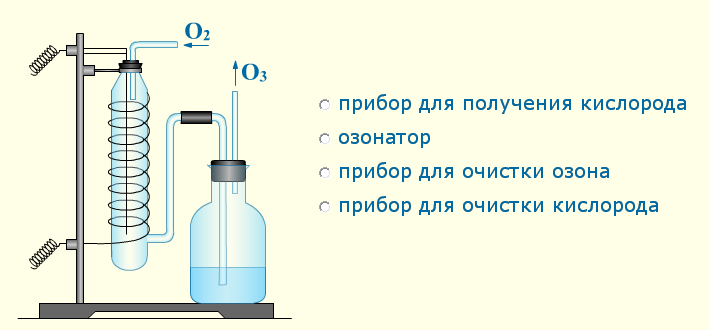 O₂
O₃
прибор для получения кислорода
озонатор
прибор для очистки озона
прибор для очистки кислорода